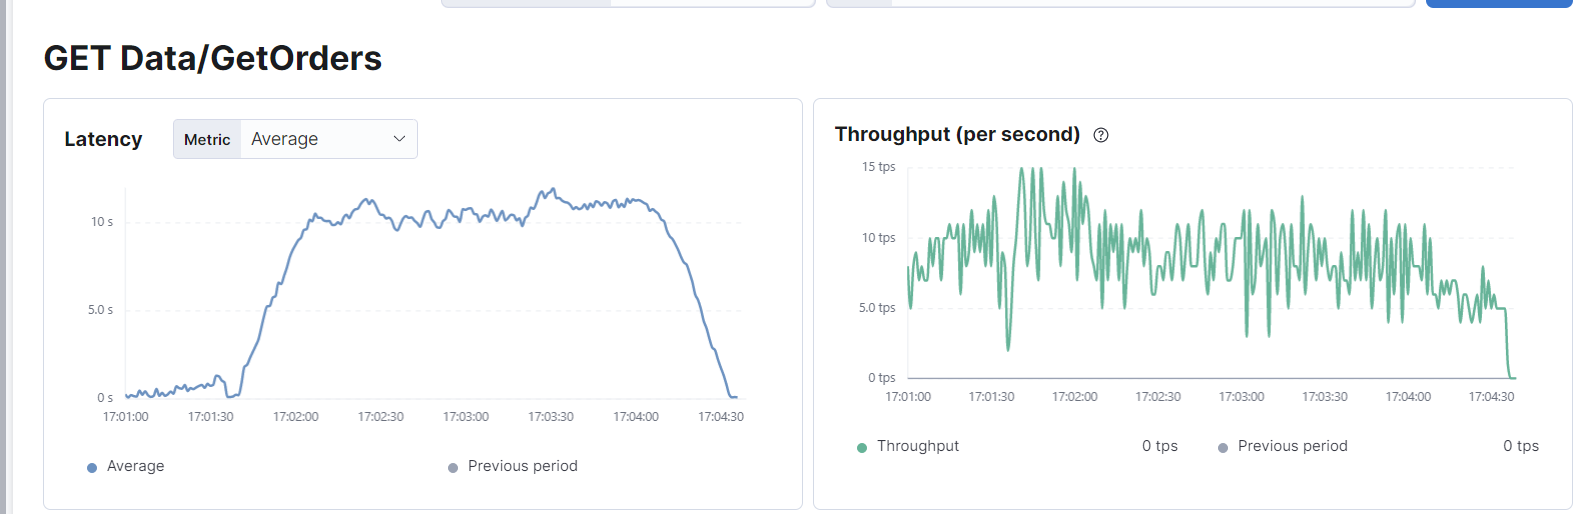 GET Data/GetOrders
Latency
Metric Average
10 s
5.0 s
0 s
17:01:00 17:01:30 17:02:00 17:02:30 17:03:00 17:03:30 17:04:00 17:04:30
Average Previous period
Throughput (per second) ?
15 tps
10 tps
5.0 tps
0 tps
17:01:00 17:01:30 17:02:00 17:02:30 17:03:00 17:03:30 17:04:00 17:04:30
Throughput 0 tps Previous period 0 tps